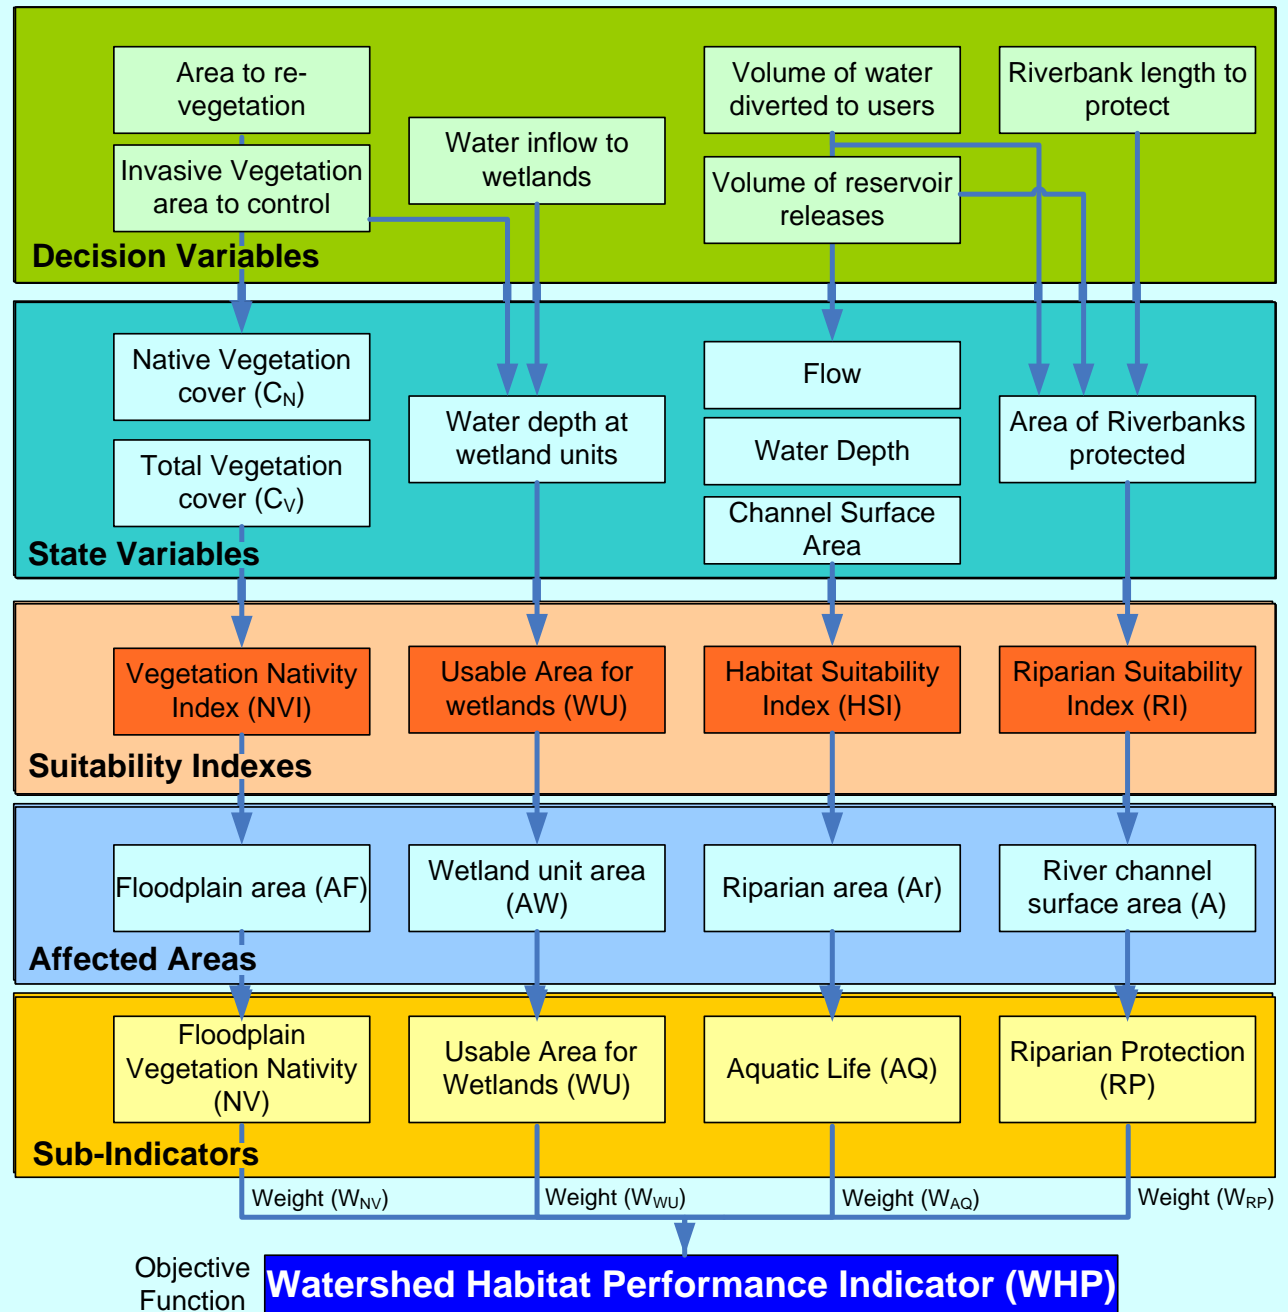 Area to re-
vegetation
Invasive Vegetation
area to control
Water inflow to
wetlands
Volume of water
diverted to users
Volume of reservoir
releases
Riverbank length to
protect
Decision Variables
Native Vegetation
cover (C_N)
Total Vegetation
cover (C_V)
Water depth at
wetland units
Flow
Water Depth
Channel Surface
Area
Area of Riverbanks
protected
State Variables
Vegetation Nativity
Index (NVI)
Usable Area for
wetlands (WU)
Habitat Suitability
Index (HSI)
Riparian Suitability
Index (RI)
Suitability Indexes
Floodplain area (AF)
Wetland unit area
(AW)
Riparian area (Ar)
River channel
surface area (A)
Affected Areas
Floodplain
Vegetation Nativity
(NV)
Usable Area for
Wetlands (WU)
Aquatic Life (AQ)
Riparian Protection
(RP)
Sub-Indicators
Weight (W_NV)
Weight (W_WU)
Weight (W_AQ)
Weight (W_RP)
Objective
Function
Watershed Habitat Performance Indicator (WHP)